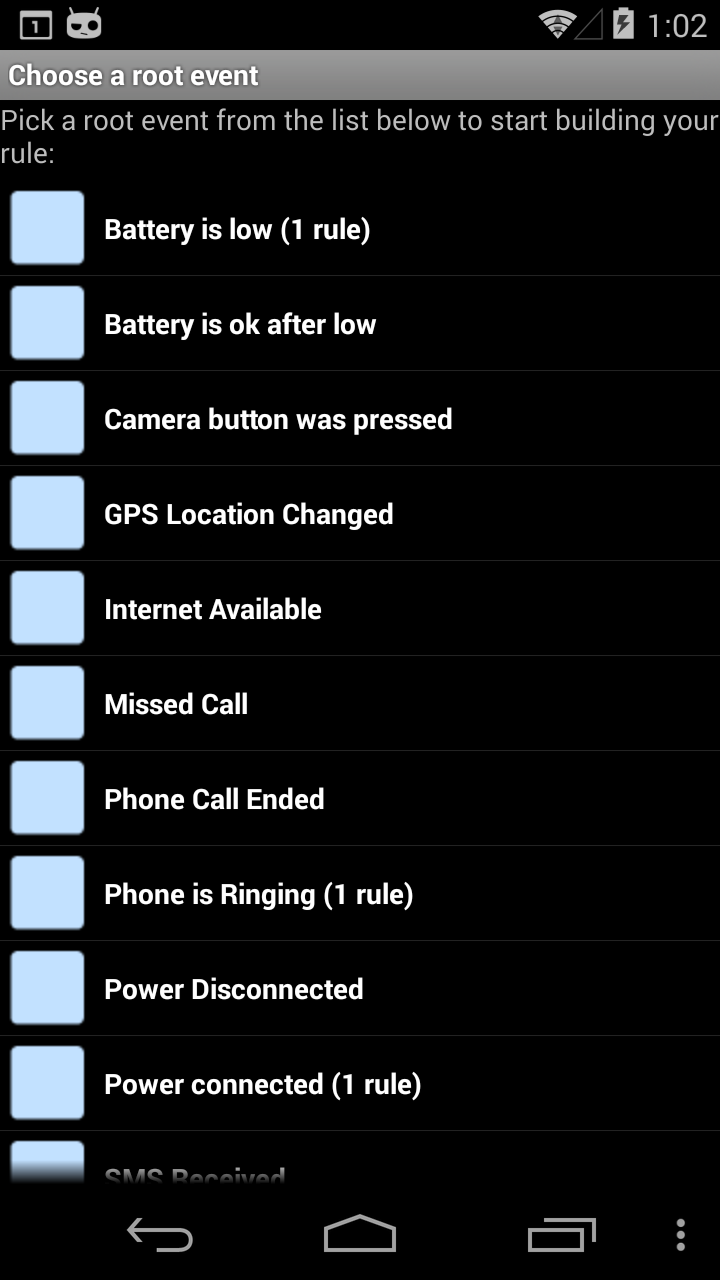 1
1:02
Choose a root event
Pick a root event from the list below to start building your
rule:
Battery is low (1 rule)
Battery is ok after low
Camera button was pressed
GPS Location Changed
Internet Available
Missed Call
Phone Call Ended
Phone is Ringing (1 rule)
Power Disconnected
Power connected (1 rule)
SMS Received